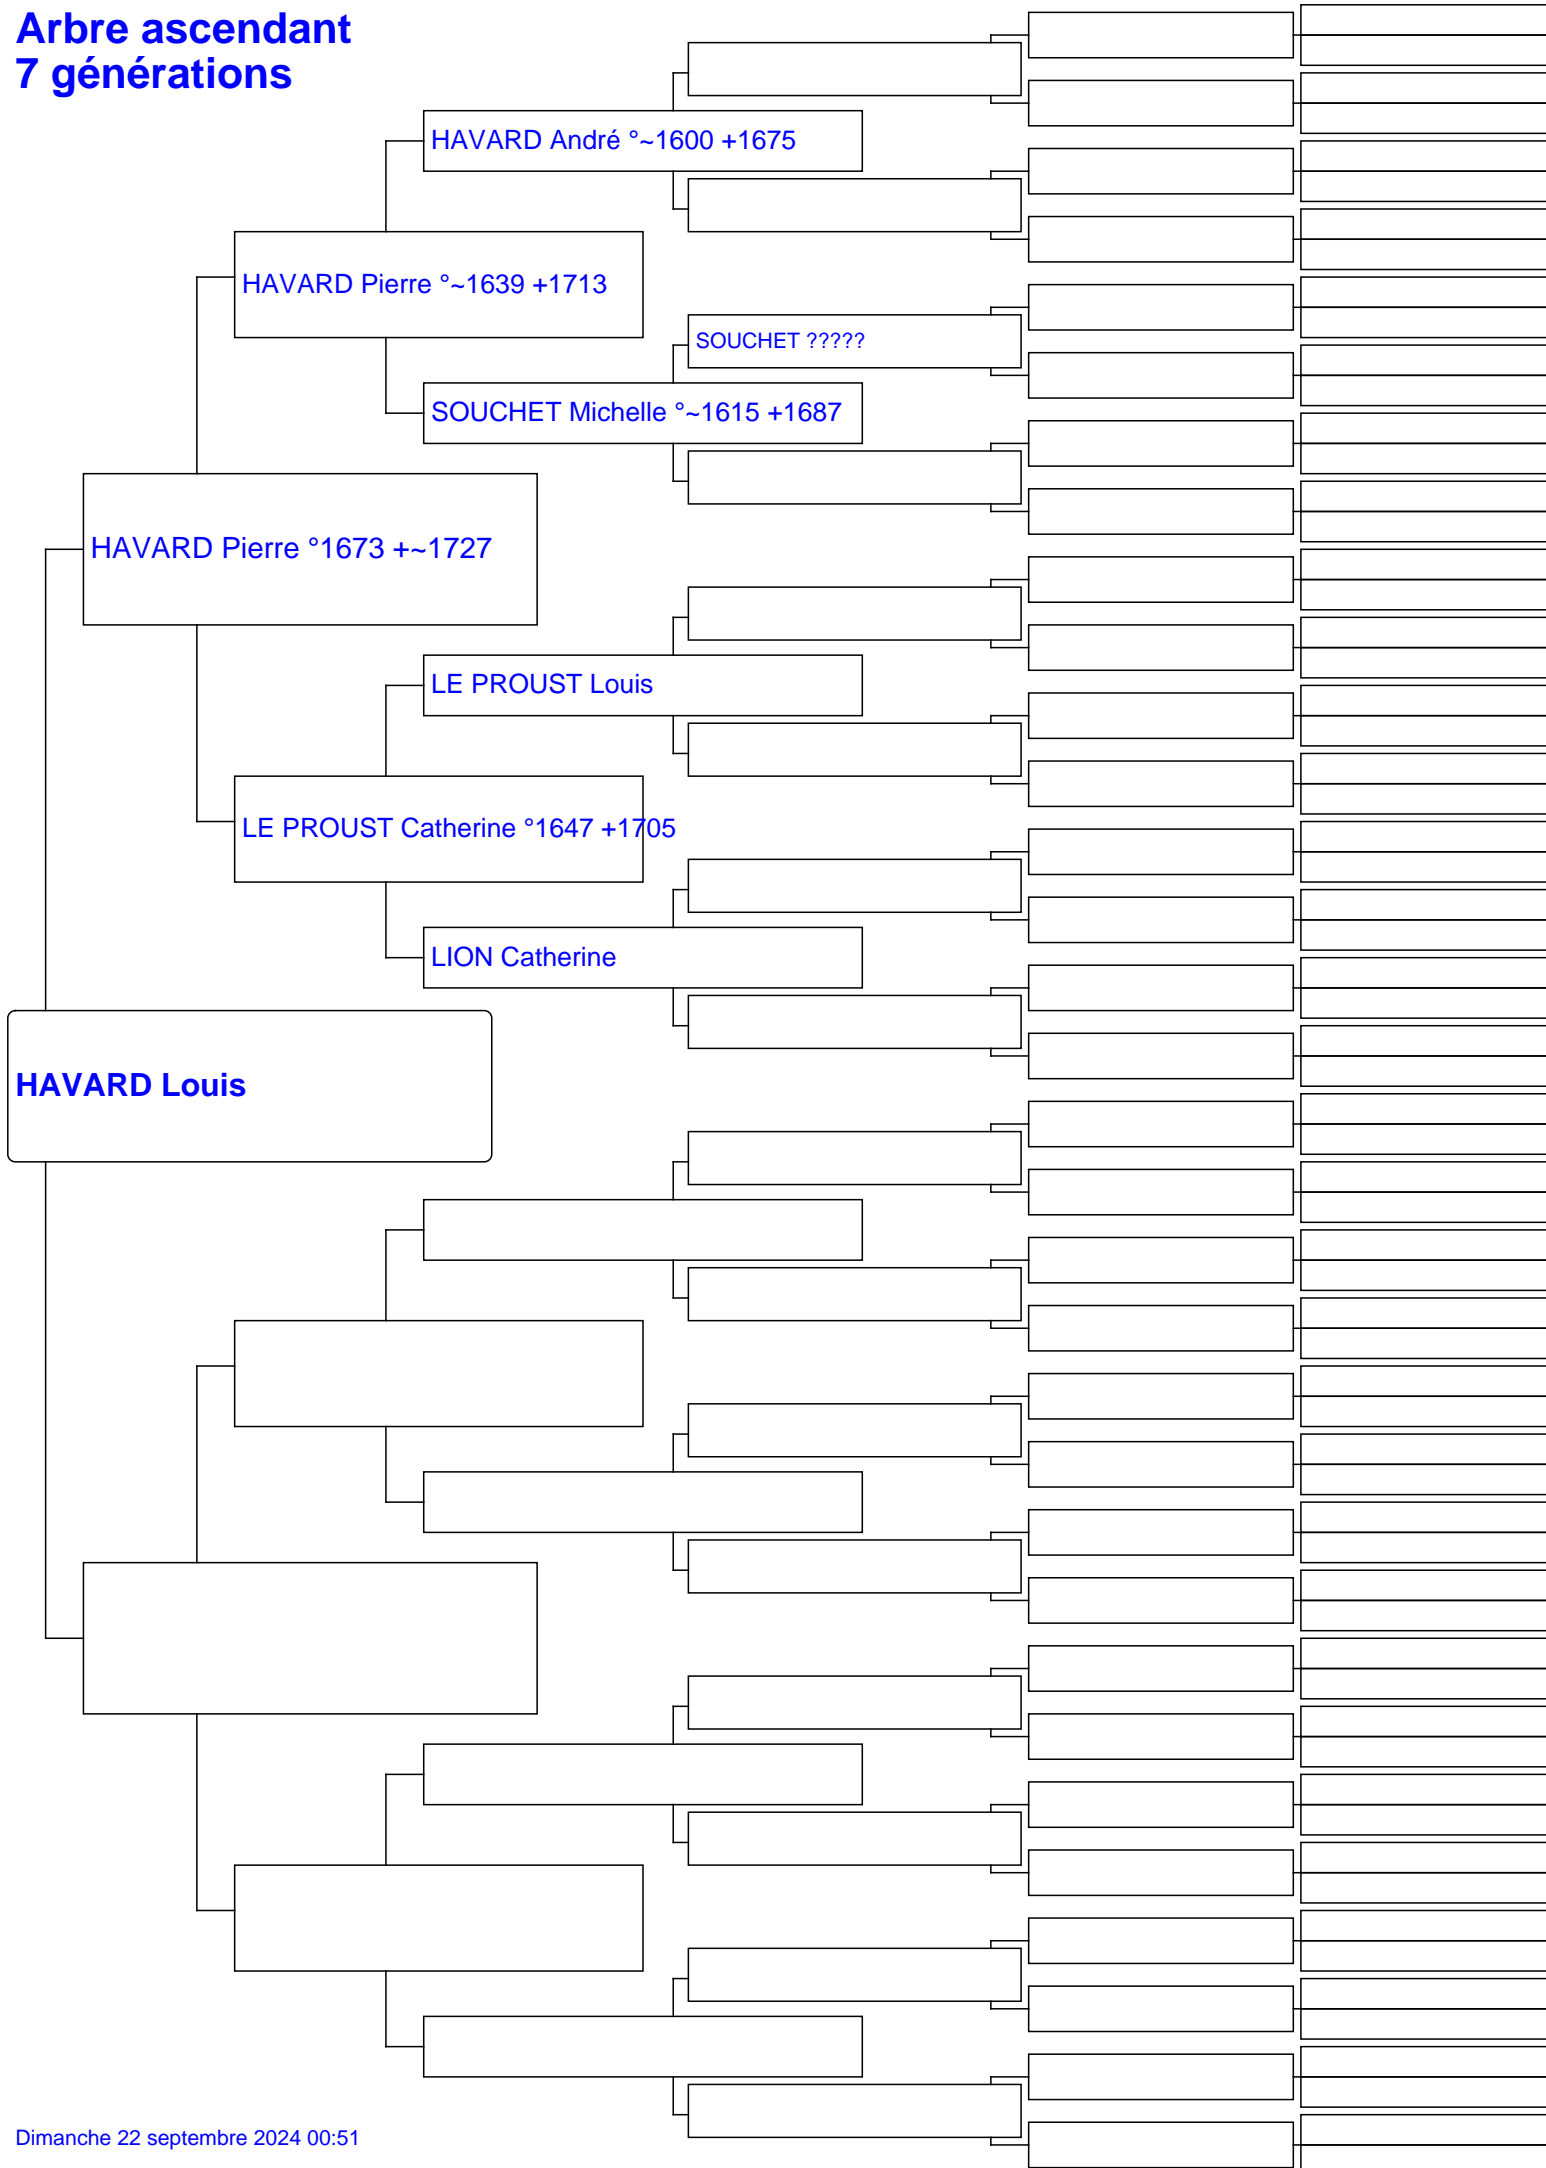 Arbre ascendant
7 générations
HAVARD André °~1600 +1675
HAVARD Pierre °~1639 +1713
SOUCHET ?????
SOUCHET Michelle °~1615 +1687
HAVARD Pierre °1673 +~1727
LE PROUST Louis
LE PROUST Catherine °1647 +1705
LION Catherine
HAVARD Louis
Dimanche 22 septembre 2024 00:51